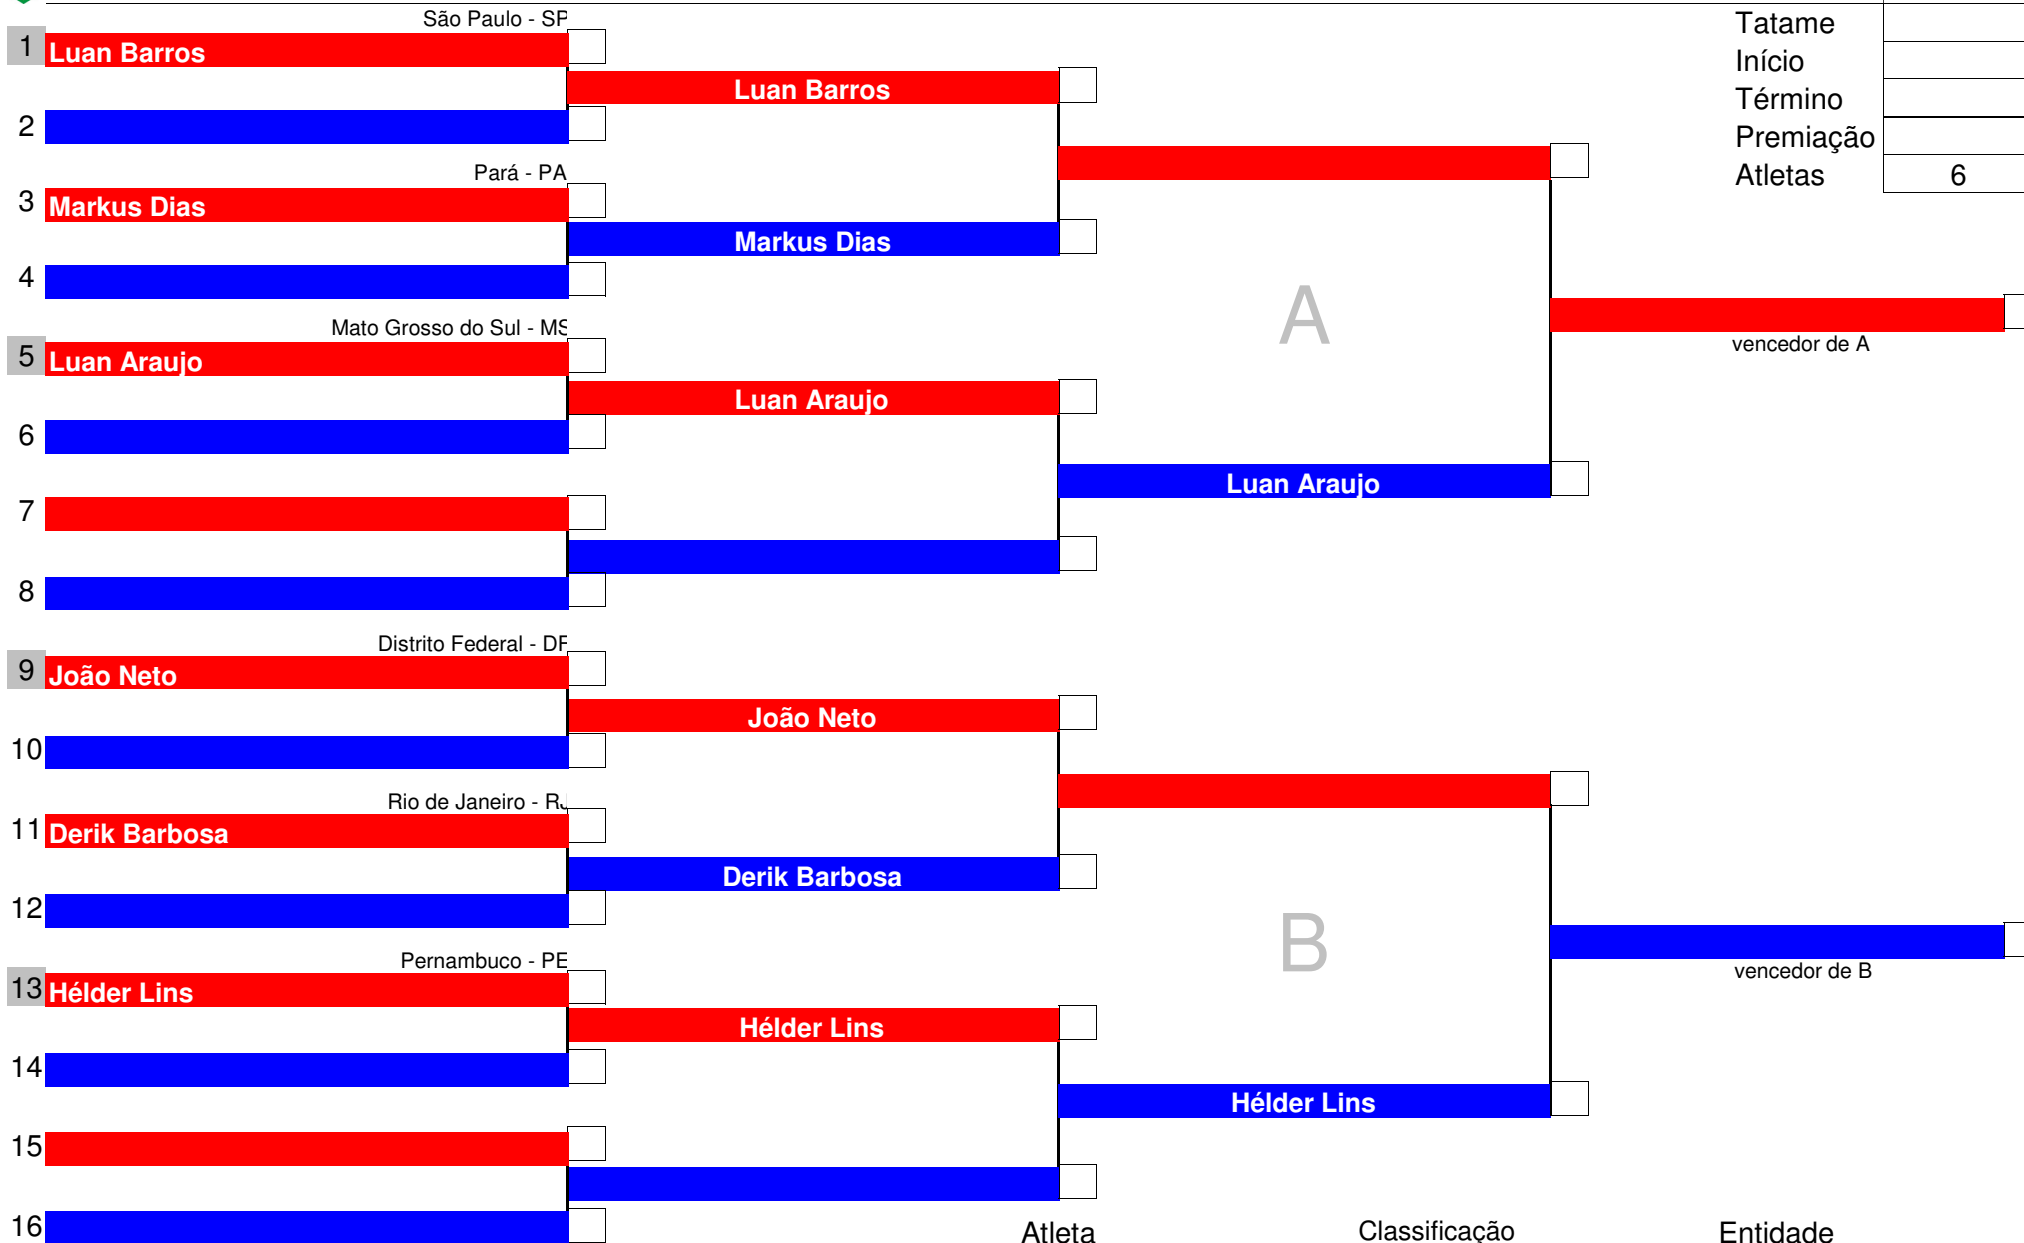 São Paulo - SP
1 Luan Barros
Luan Barros
2
Pará - PA
3 Markus Dias
Markus Dias
4
Mato Grosso do Sul - MS
5 Luan Araujo
Luan Araujo
6
Luan Araujo
7
8
A
vencedor de A
Tatame
Início
Término
Premiação
Atletas 6
Distrito Federal - DF
9 João Neto
João Neto
10
Rio de Janeiro - RJ
11 Derik Barbosa
Derik Barbosa
12
Pernambuco - PE
13 Hélder Lins
Hélder Lins
14
Hélder Lins
15
16
B
vencedor de B
Atleta Classificação Entidade